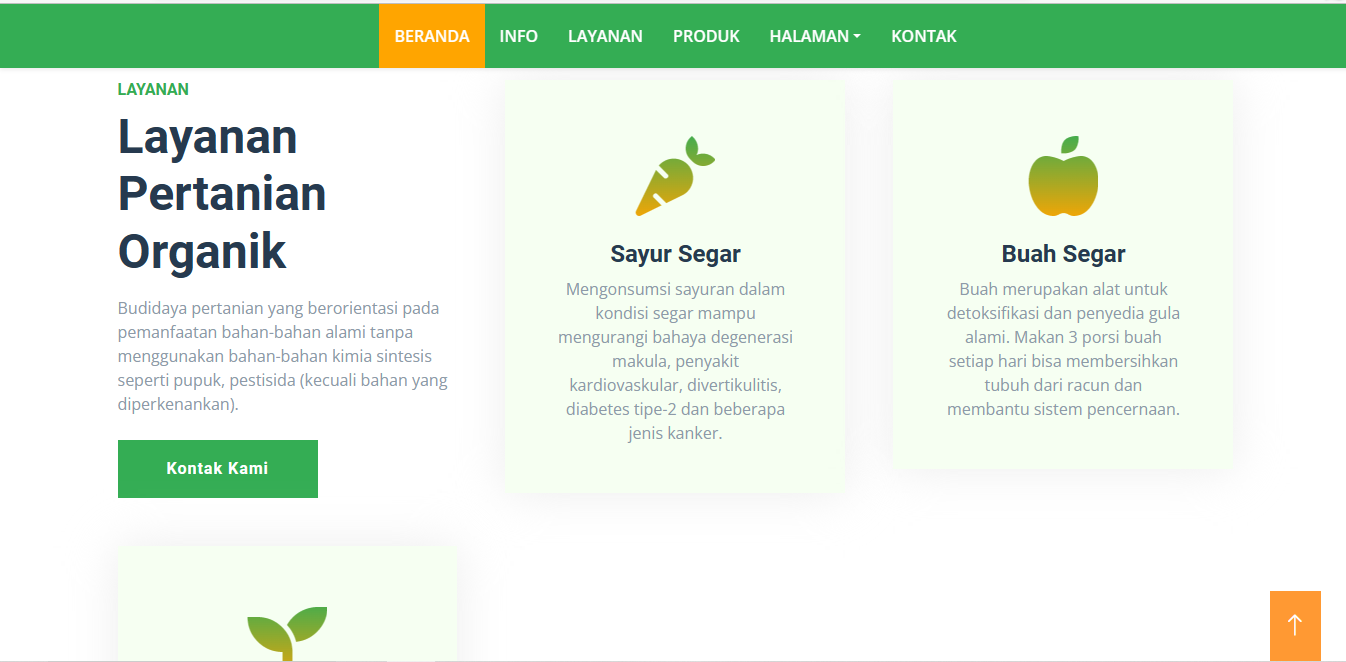 BERANDA INFO LAYANAN PRODUK HALAMAN KONTAK
LAYANAN
Layanan
Pertanian
Organik
Budidaya pertanian yang berorientasi pada
pemanfaatan bahan-bahan alami tanpa
menggunakan bahan-bahan kimia sintesis
seperti pupuk, pestisida (kecuali bahan yang
diperkenankan).
Kontak Kami
Sayur Segar
Mengonsumsi sayuran dalam
kondisi segar mampu
mengurangi bahaya degenerasi
makula, penyakit
kardiovaskular, divertikulitis,
diabetes tipe-2 dan beberapa
jenis kanker.
Buah Segar
Buah merupakan alat untuk
detoksifikasi dan penyedia gula
alami. Makan 3 porsi buah
setiap hari bisa membersihkan
tubuh dari racun dan
membantu sistem pencernaan.